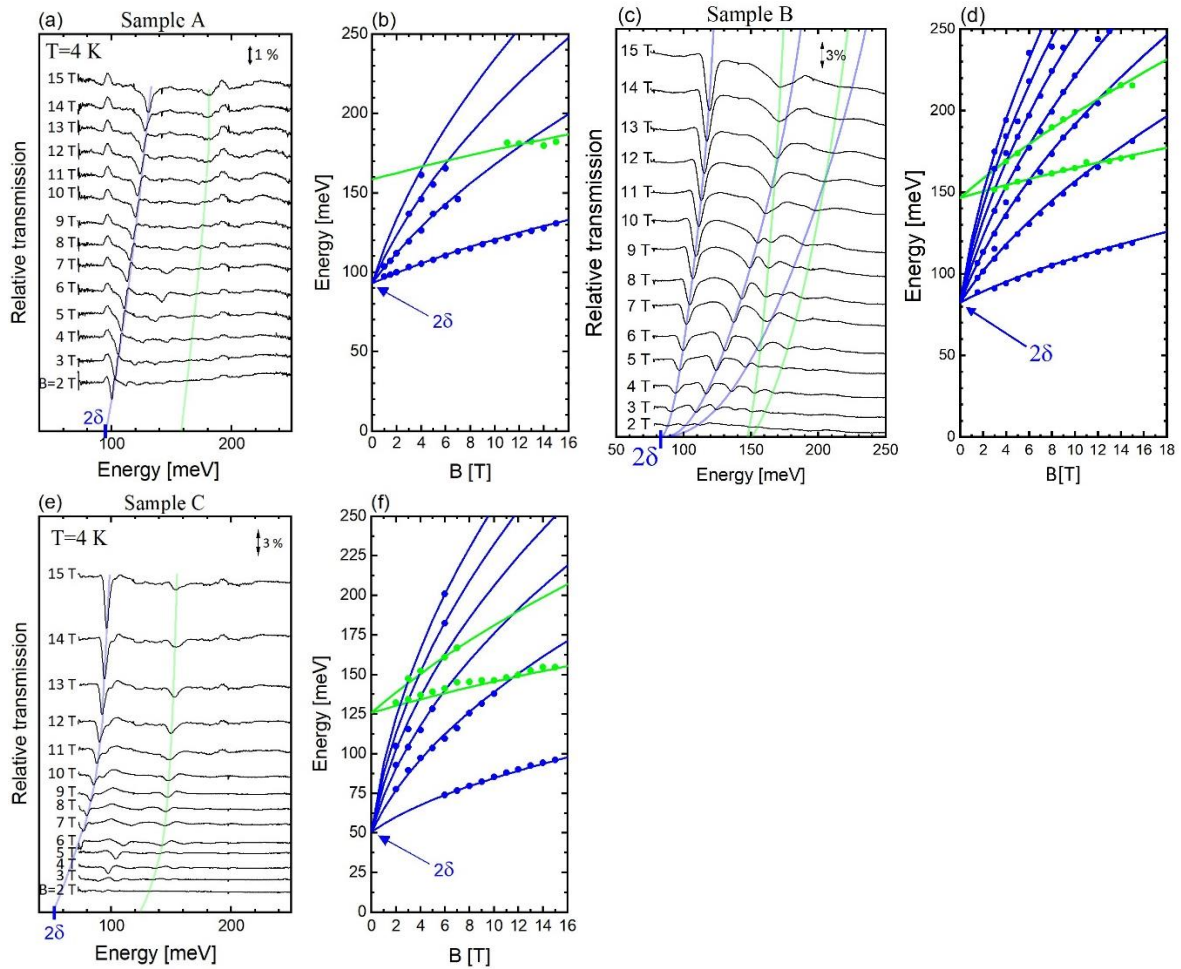 (a)
Sample A
T=4 K
1 %
15 T
14 T
13 T
12 T
11 T
10 T
9 T
8 T
7 T
6 T
5 T
4 T
3 T
B=2 T
2δ
100
200
Energy [meV]
Relative transmission
(b)
250
200
150
100
50
0
Energy [meV]
2δ
0 2 4 6 8 10 12 14 16
B [T]
(c)
Sample B
3%
15 T
14 T
13 T
12 T
11 T
10 T
9 T
8 T
7 T
6 T
5 T
4 T
3 T
2 T
2δ
50 100 150 200 250
Energy [meV]
Relative transmission
(d)
250
200
150
100
50
0
Energy [meV]
2δ
0 2 4 6 8 10 12 14 16 18
B[T]
(e)
Sample C
T=4 K
3 %
15 T
14 T
13 T
12 T
11 T
10 T
9 T
8 T
7 T
6 T
5 T
4 T
3 T
B=2 T
2δ
100
200
Energy [meV]
Relative transmission
(f)
250
225
200
175
150
125
100
75
50
25
0
Energy [meV]
2δ
0 2 4 6 8 10 12 14 16
B [T]